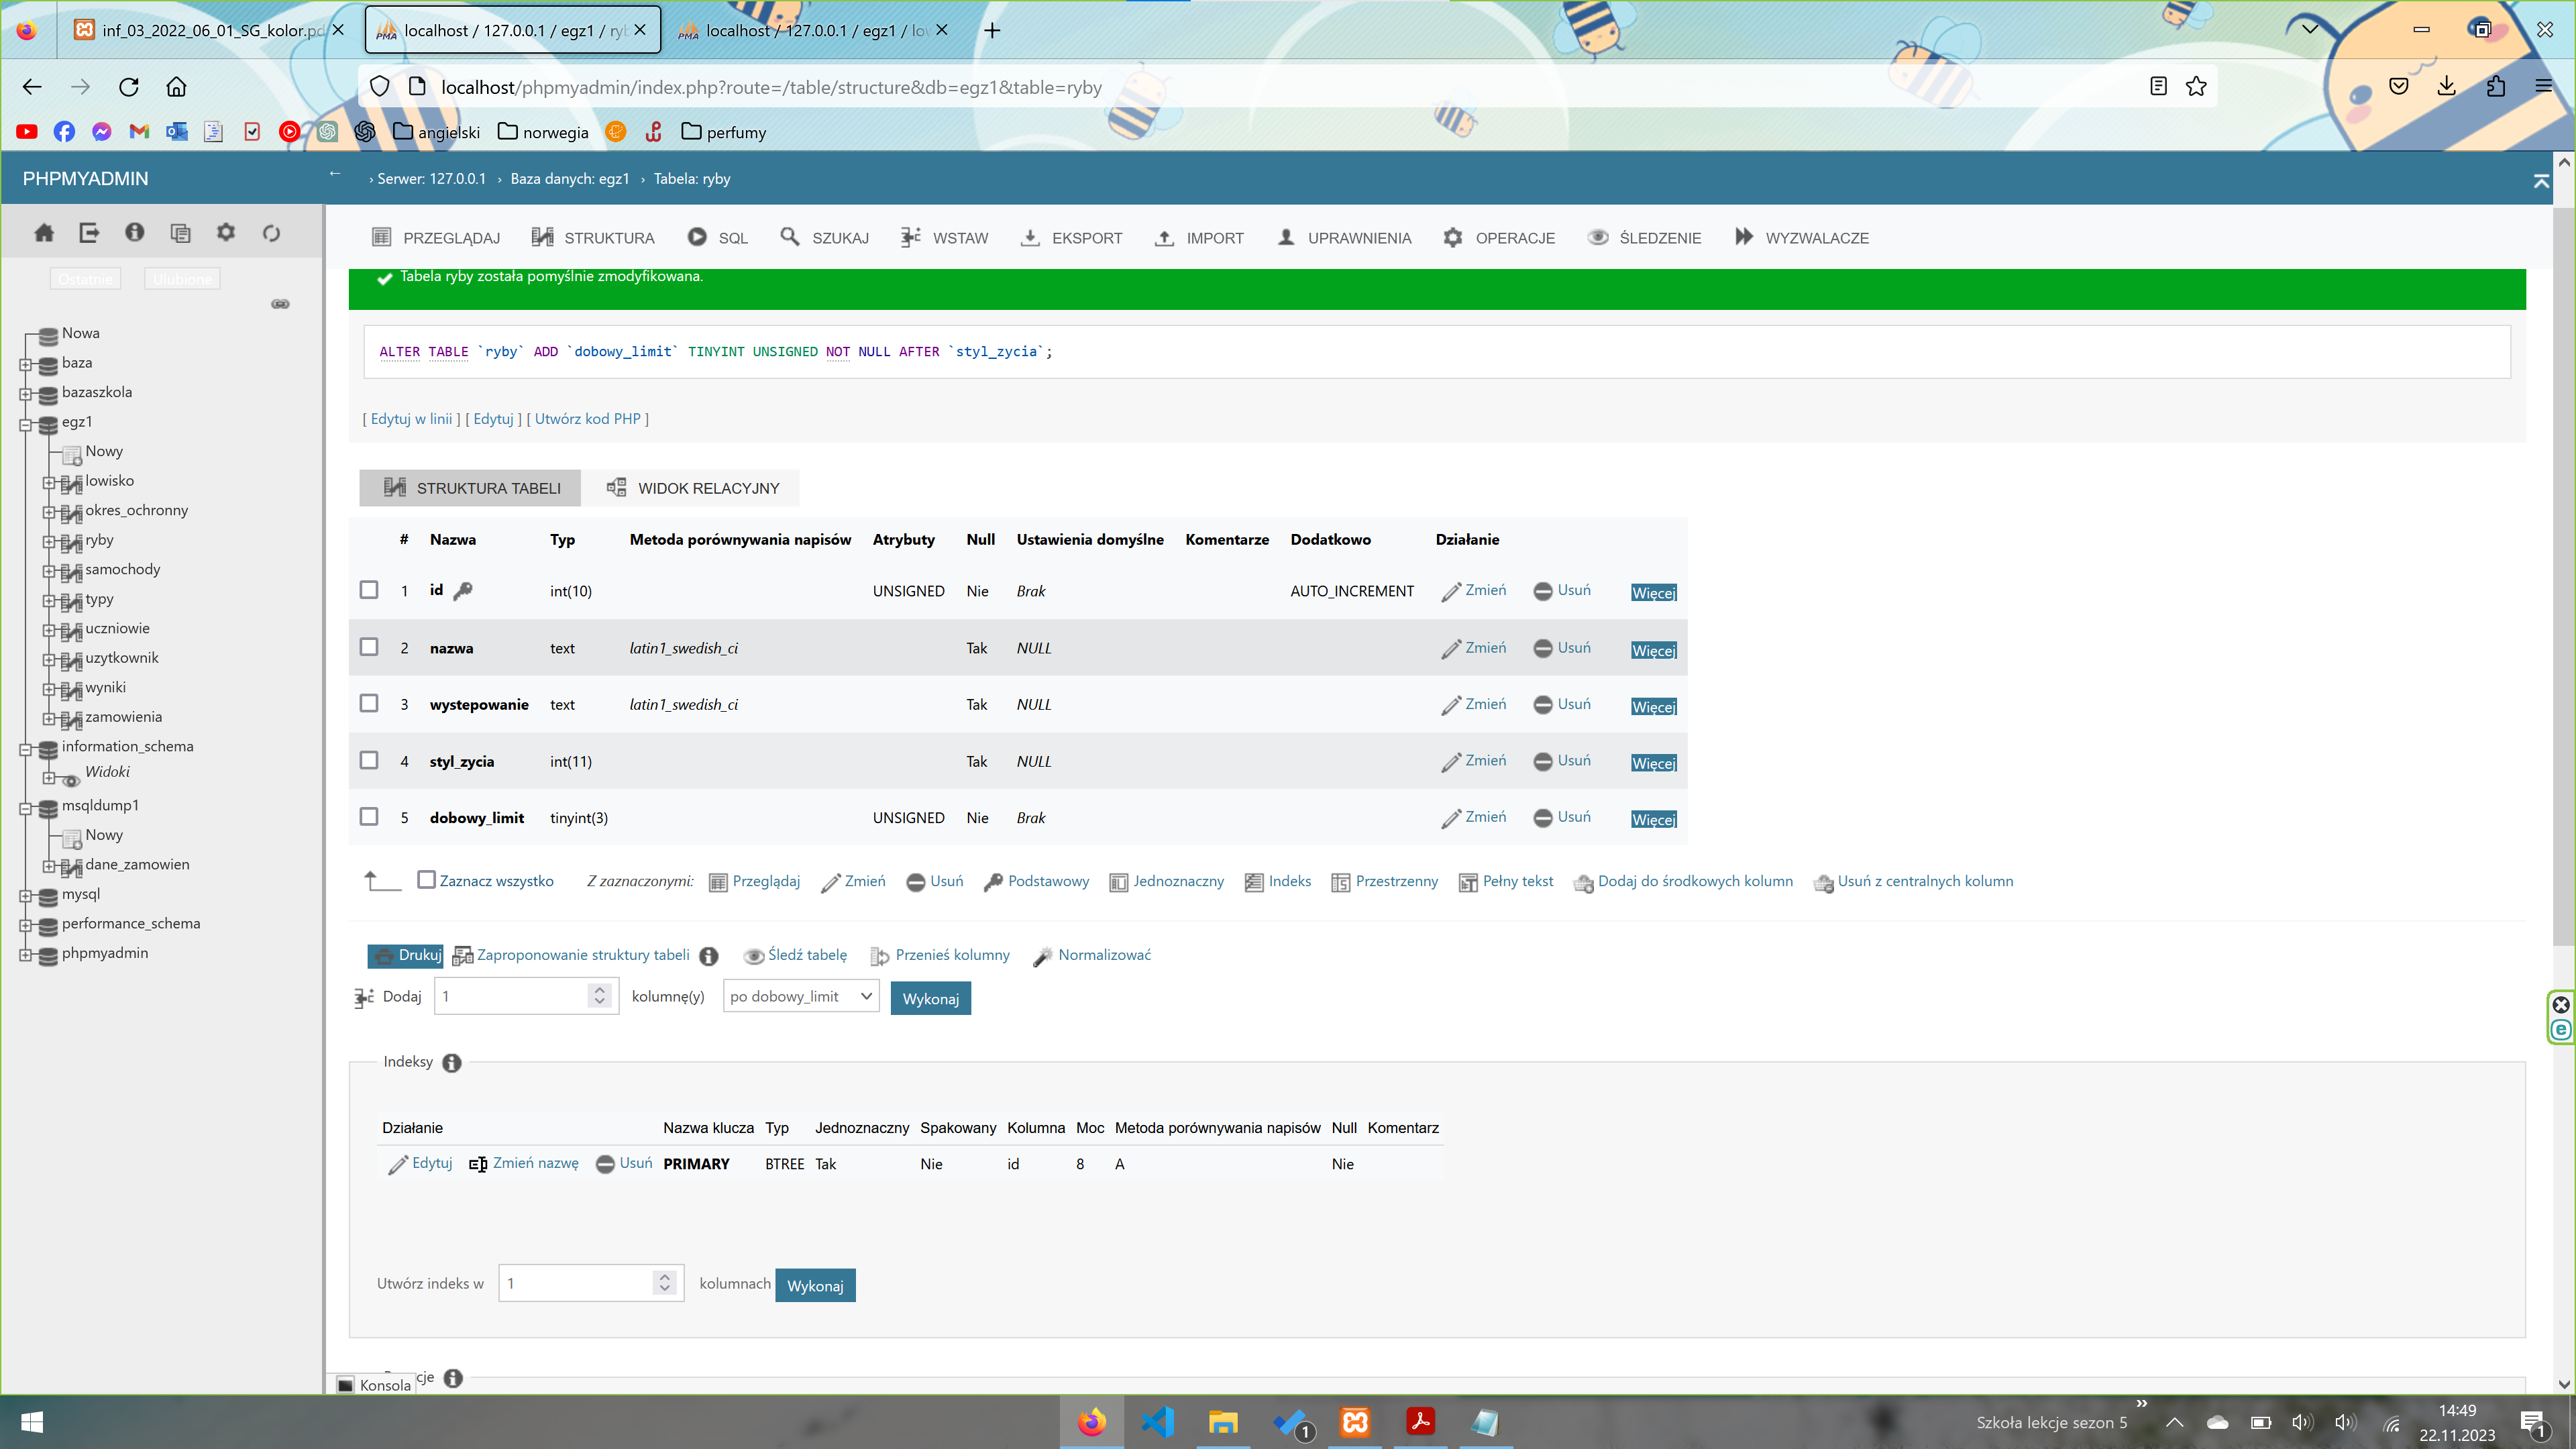 inf_03_2022_06_01_SG_kolor.pd
localhost / 127.0.0.1 / egz1 / ryb
localhost / 127.0.0.1 / egz1 / low
localhost/phpmyadmin/index.php?route=/table/structure&db=egz1&table=ryby
angielski
norwegia
perfumy
PHPMYADMIN
← › Serwer: 127.0.0.1 › Baza danych: egz1 › Tabela: ryby
PRZEGLĄDAJ STRUKTURA SQL SZUKAJ WSTAW EKSPORT IMPORT UPRAWNIENIA OPERACJE ŚLEDZENIE WYZWALACZE
Ostatnie Ulubione
Nowa
baza
bazaszkola
egz1
Nowy
lowisko
okres_ochronny
ryby
samochody
typy
uczniowie
uzytkownik
wyniki
zamowienia
information_schema
Widoki
msqldump1
Nowy
dane_zamowien
mysql
performance_schema
phpmyadmin
Tabela ryby została pomyślnie zmodyfikowana.
ALTER TABLE `ryby` ADD `dobowy_limit` TINYINT UNSIGNED NOT NULL AFTER `styl_zycia`;
[ Edytuj w linii ] [ Edytuj ] [ Utwórz kod PHP ]
STRUKTURA TABELI WIDOK RELACYJNY
# Nazwa Typ Metoda porównywania napisów Atrybuty Null Ustawienia domyślne Komentarze Dodatkowo Działanie
1 id int(10) UNSIGNED Nie Brak AUTO_INCREMENT Zmień Usuń Więcej
2 nazwa text latin1_swedish_ci Tak NULL Zmień Usuń Więcej
3 wystepowanie text latin1_swedish_ci Tak NULL Zmień Usuń Więcej
4 styl_zycia int(11) Tak NULL Zmień Usuń Więcej
5 dobowy_limit tinyint(3) UNSIGNED Nie Brak Zmień Usuń Więcej
Zaznacz wszystko Z zaznaczonymi: Przeglądaj Zmień Usuń Podstawowy Jednoznaczny Indeks Przestrzenny Pełny tekst Dodaj do środkowych kolumn Usuń z centralnych kolumn
Drukuj Zaproponowanie struktury tabeli Śledź tabelę Przenieś kolumny Normalizować
Dodaj 1 kolumnę(y) po dobowy_limit Wykonaj
Indeksy
Działanie Nazwa klucza Typ Jednoznaczny Spakowany Kolumna Moc Metoda porównywania napisów Null Komentarz
Edytuj Zmień nazwę Usuń PRIMARY BTREE Tak Nie id 8 A Nie
Utwórz indeks w 1 kolumnach Wykonaj
Konsola
Szkoła lekcje sezon 5
14:49
22.11.2023
1
1